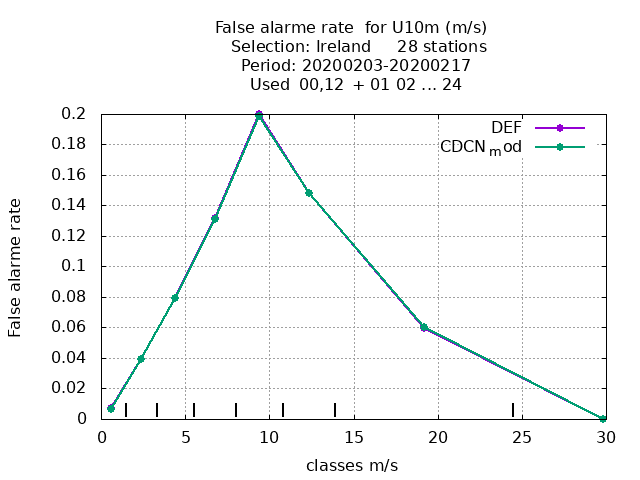 False alarme rate  for U10m (m/s)
Selection: Ireland     28 stations
Period: 20200203-20200217
Used  00,12  + 01 02 ... 24
DEF
CDCN_mod
False alarme rate
0.2
0.18
0.16
0.14
0.12
0.1
0.08
0.06
0.04
0.02
0
0 5 10 15 20 25 30
classes m/s